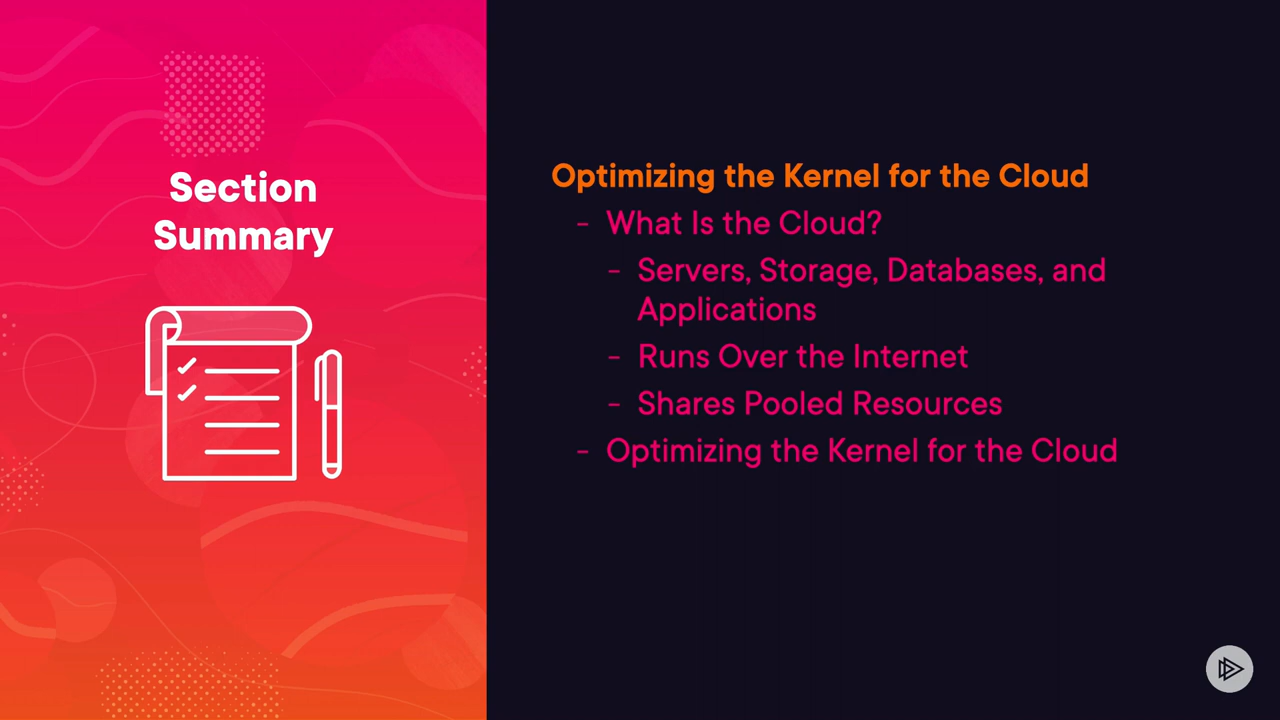 Section
Summary
Optimizing the Kernel for the Cloud
- What Is the Cloud?
- Servers, Storage, Databases, and
Applications
- Runs Over the Internet
- Shares Pooled Resources
- Optimizing the Kernel for the Cloud